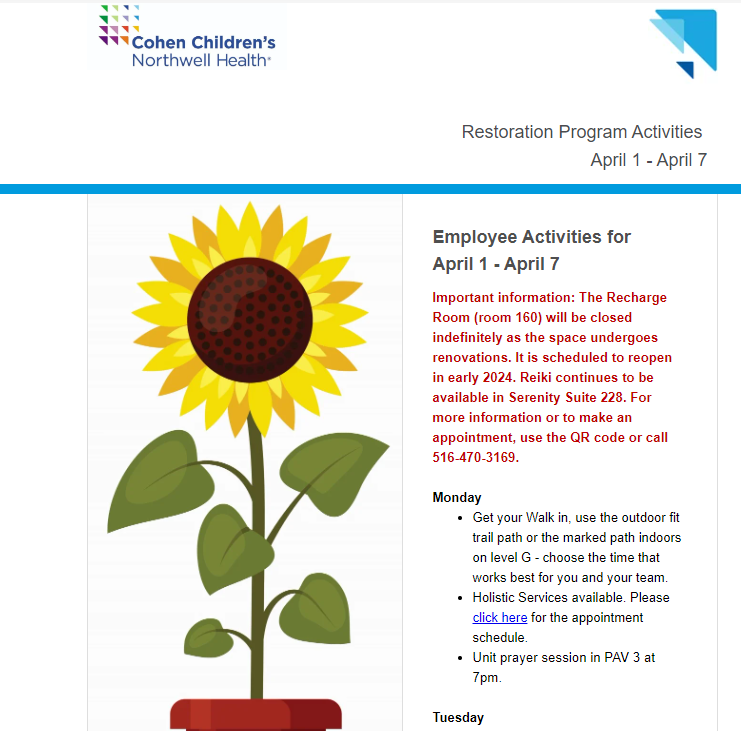 Cohen Children's
Northwell Health®
Restoration Program Activities
April 1 - April 7
Employee Activities for
April 1 - April 7
Important information: The Recharge
Room (room 160) will be closed
indefinitely as the space undergoes
renovations. It is scheduled to reopen
in early 2024. Reiki continues to be
available in Serenity Suite 228. For
more information or to make an
appointment, use the QR code or call
516-470-3169.
Monday
• Get your Walk in, use the outdoor fit
trail path or the marked path indoors
on level G - choose the time that
works best for you and your team.
• Holistic Services available. Please
click here for the appointment
schedule.
• Unit prayer session in PAV 3 at
7pm.
Tuesday